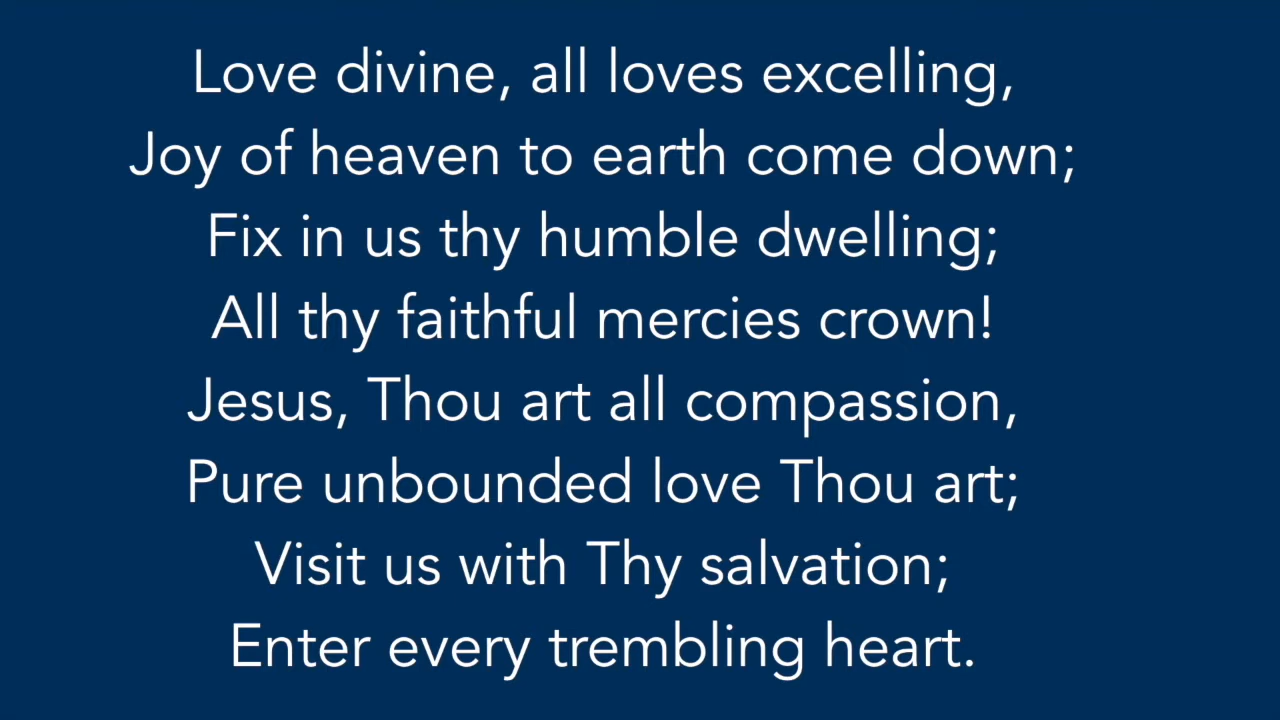 Love divine, all loves excelling,
Joy of heaven to earth come down;
Fix in us thy humble dwelling;
All thy faithful mercies crown!
Jesus, Thou art all compassion,
Pure unbounded love Thou art;
Visit us with Thy salvation;
Enter every trembling heart.